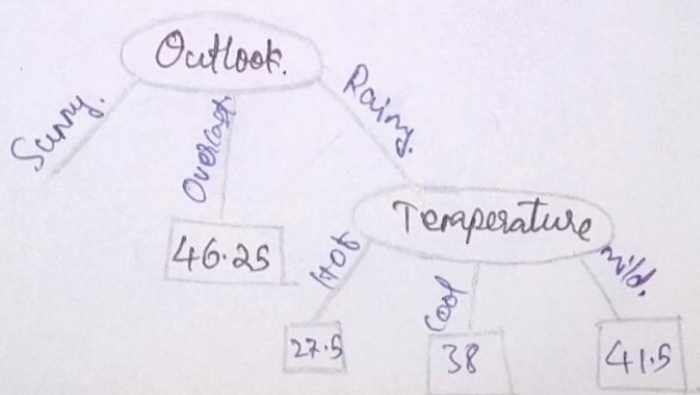 Outlook.
Sunny.
Overcast
Rainy.
46.25
Temperature
Hot
Cool
mild.
27.5
38
41.5